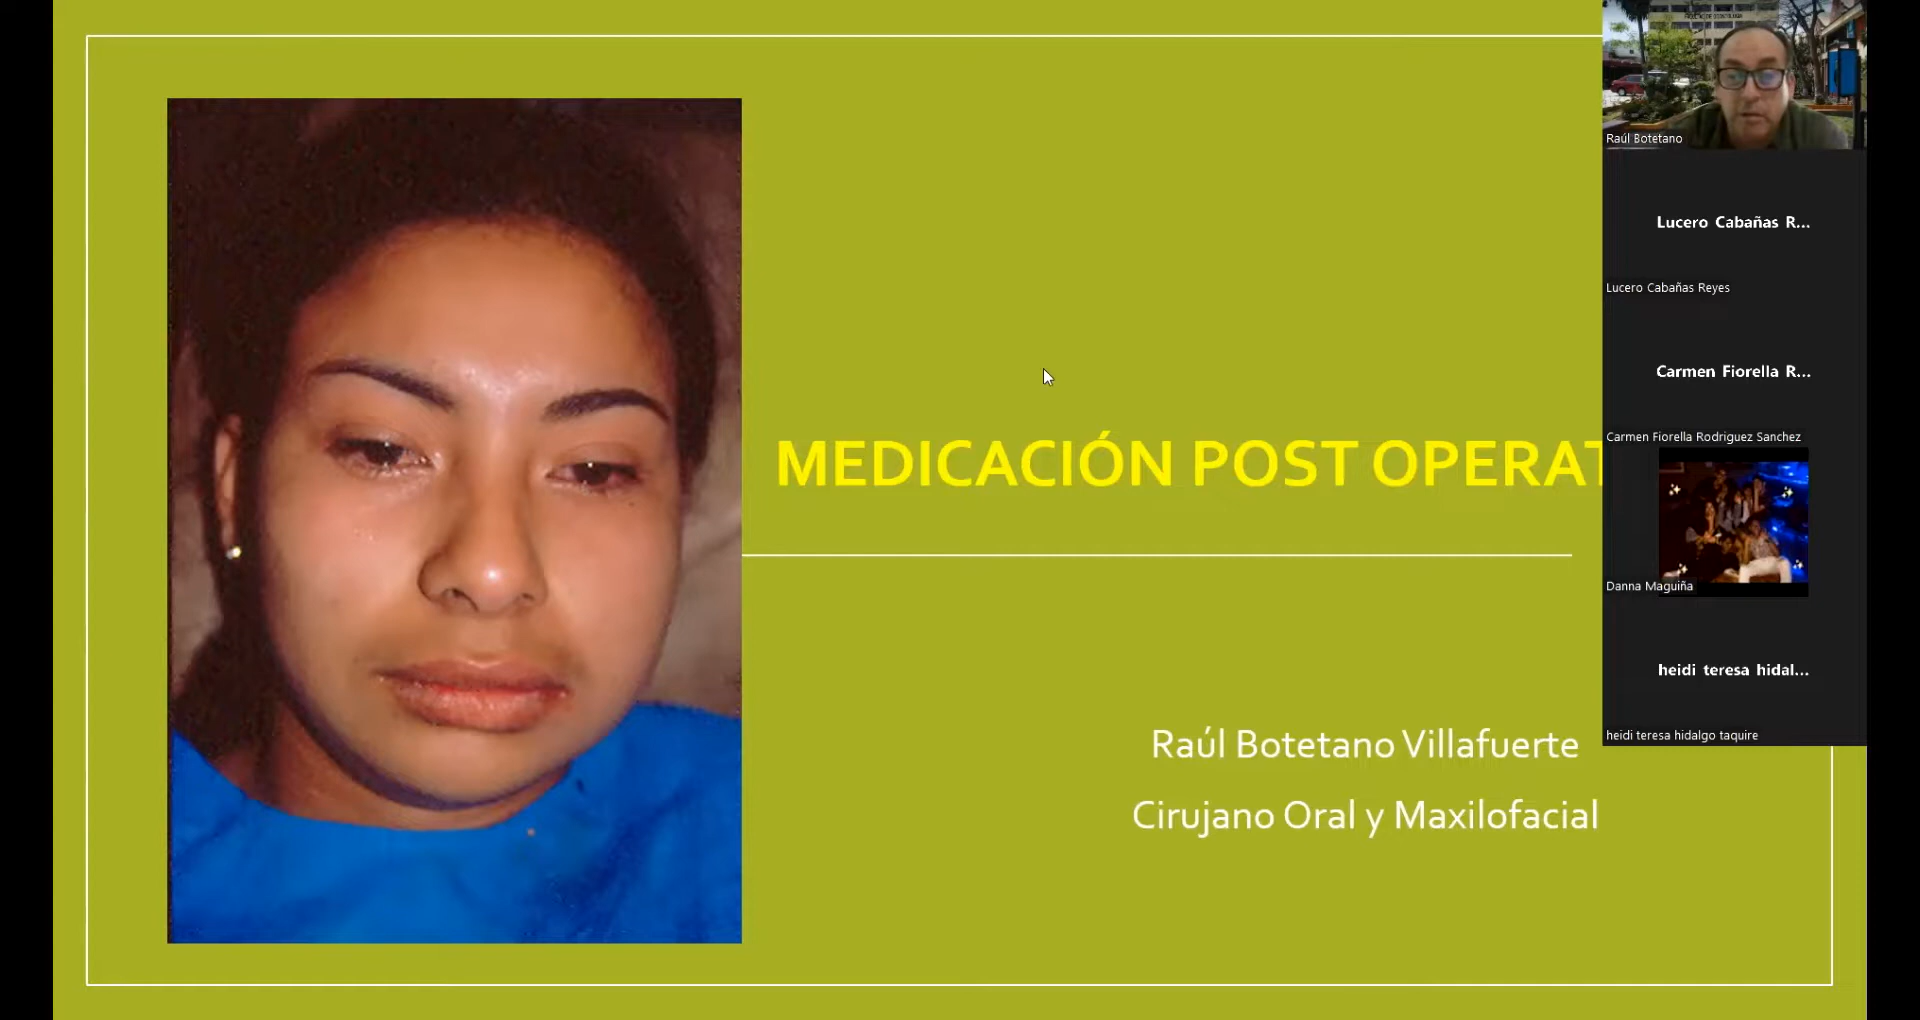 MEDICACIÓN POST OPERAT
Raúl Botetano Villafuerte
Cirujano Oral y Maxilofacial
Raúl Botetano
Lucero Cabañas R...
Lucero Cabañas Reyes
Carmen Fiorella R...
Carmen Fiorella Rodriguez Sanchez
Danna Maguiña
heidi teresa hidal...
heidi teresa hidalgo taquire